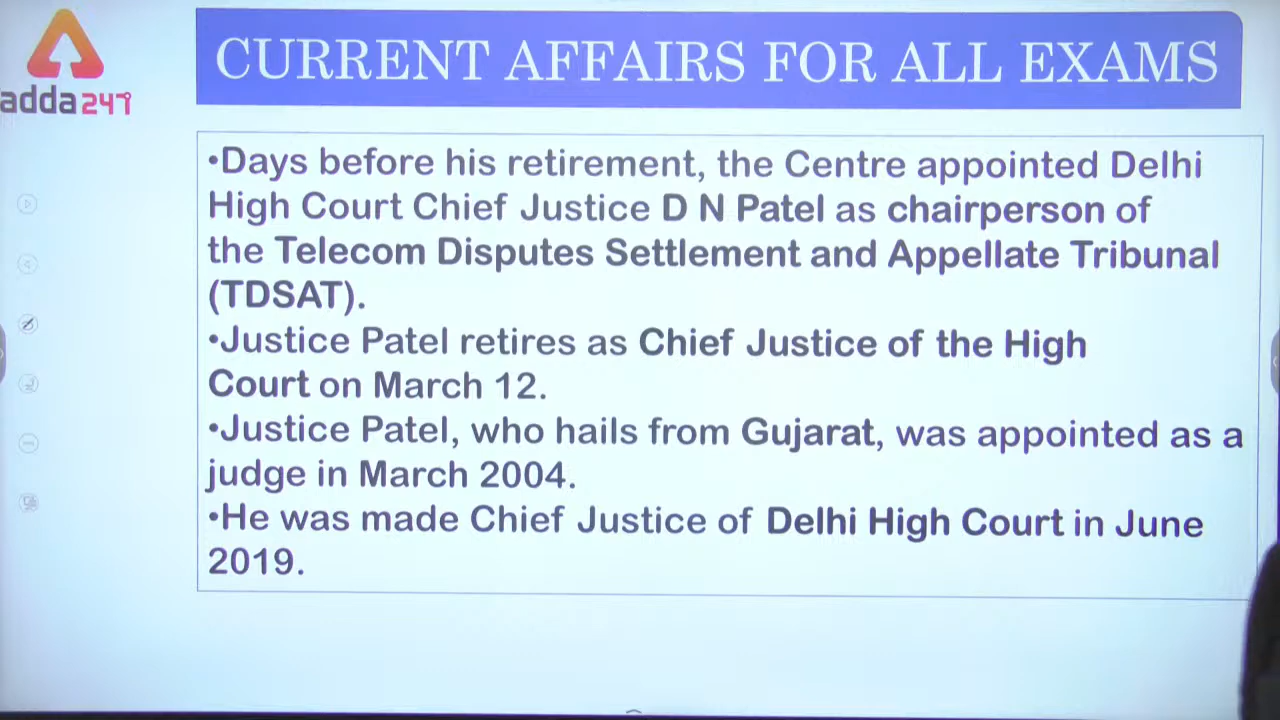 CURRENT AFFAIRS FOR ALL EXAMS
adda247
•Days before his retirement, the Centre appointed Delhi
High Court Chief Justice D N Patel as chairperson of
the Telecom Disputes Settlement and Appellate Tribunal
(TDSAT).
•Justice Patel retires as Chief Justice of the High
Court on March 12.
•Justice Patel, who hails from Gujarat, was appointed as a
judge in March 2004.
•He was made Chief Justice of Delhi High Court in June
2019.